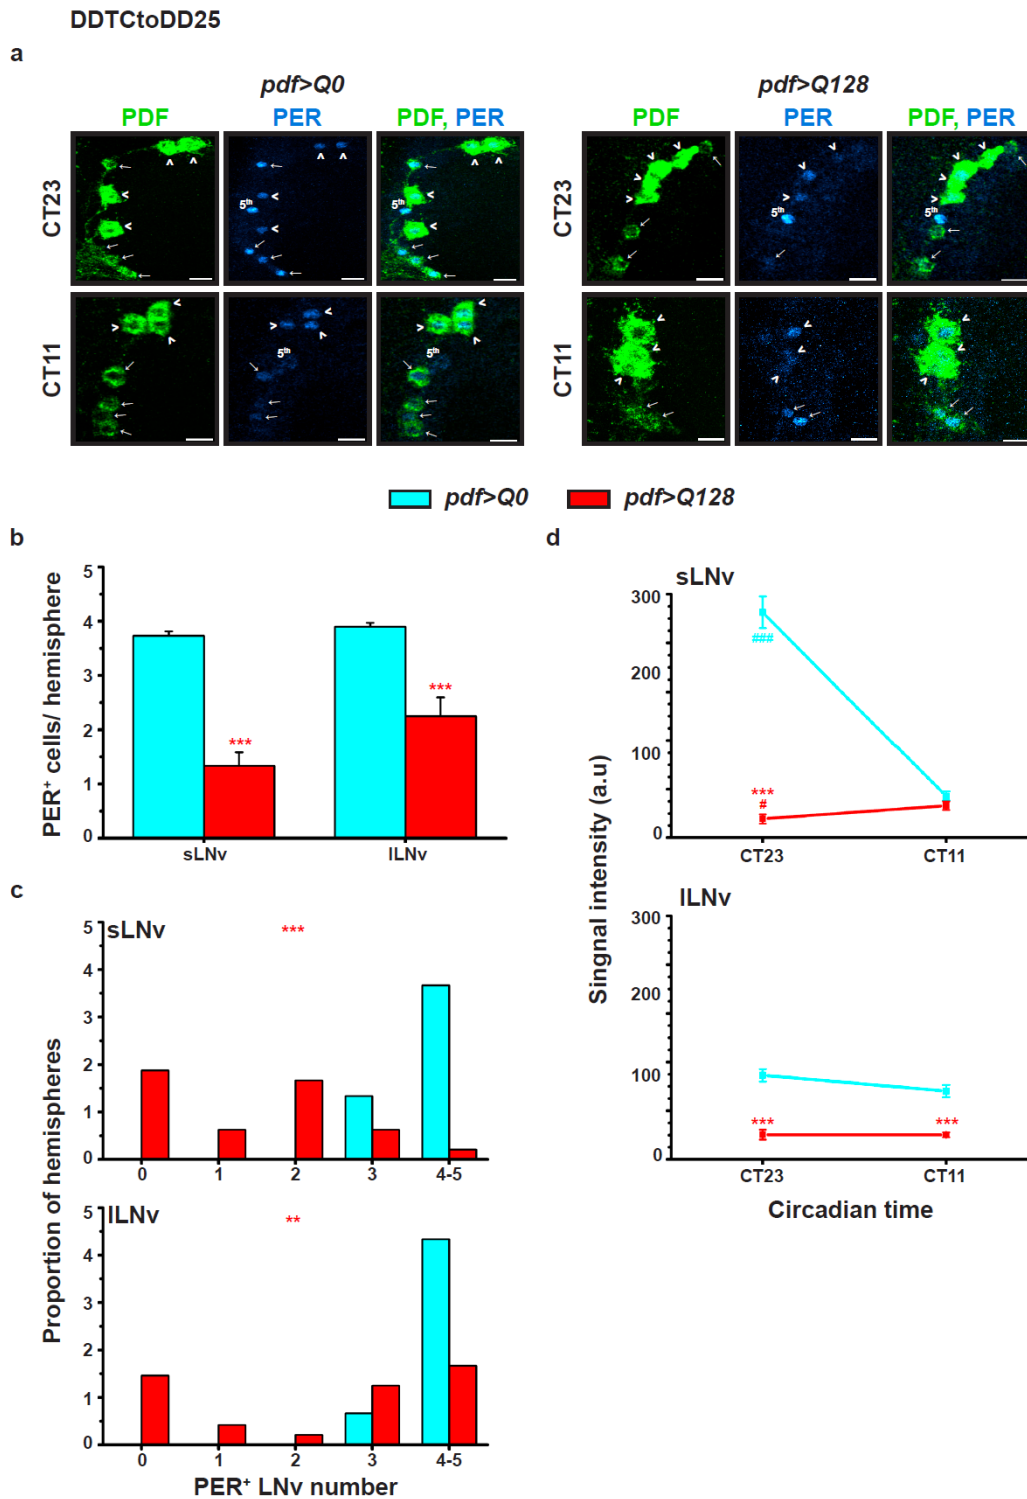 DDTCtoDD25
a
pdf>Q0
pdf>Q128
PDF PER PDF, PER
PDF PER PDF, PER
CT23
5th
CT23
5th
CT11
5th
CT11
pdf>Q0 pdf>Q128
b
PER+ cells/ hemisphere
5
4
3
2
1
0
***
***
sLNv lLNv
c
Proportion of hemispheres
sLNv
***
5
4
3
2
1
0
0 1 2 3 4-5
lLNv
**
5
4
3
2
1
0
0 1 2 3 4-5
PER+ LNv number
d
Singnal intensity (a.u)
sLNv
300
200
100
0
###
***
#
CT23 CT11
lLNv
300
200
100
0
*** ***
CT23 CT11
Circadian time